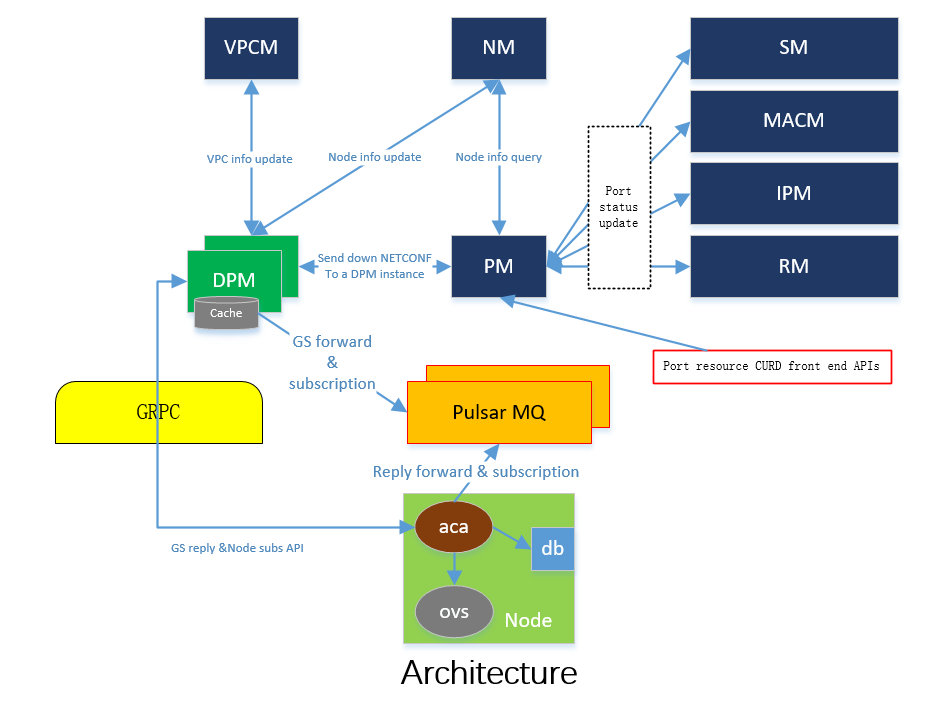 VPCM
NM
SM
MACM
IPM
RM
VPC info update
Node info update
Node info query
Port
status
update
DPM
Cache
Send down NETCONF
To a DPM instance
PM
GS forward
&
subscription
Port resource CURD front end APIs
GRPC
Pulsar MQ
Reply forward & subscription
aca
db
GS reply &Node subs API
ovs
Node
Architecture